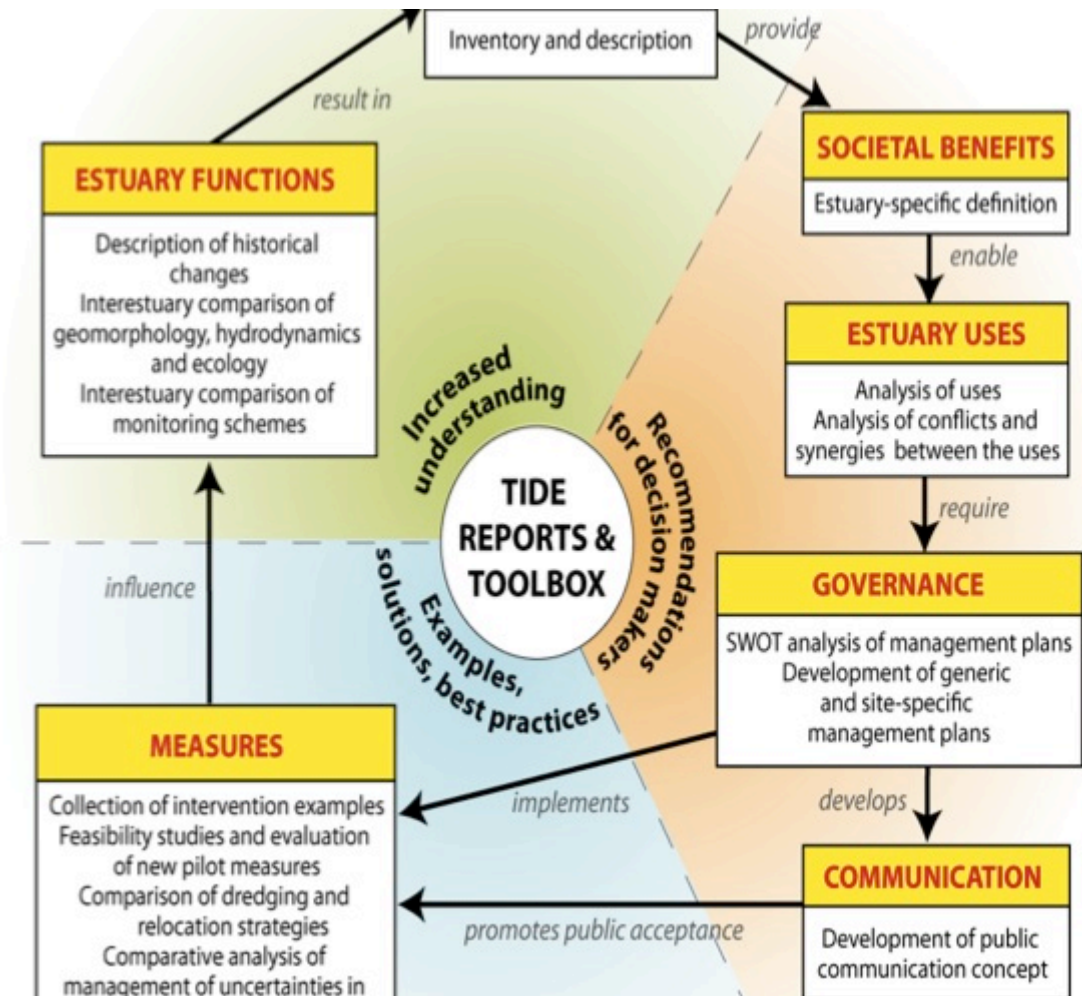 Inventory and description
provide
result in
ESTUARY FUNCTIONS
Description of historical
changes
Interestuary comparison of
geomorphology, hydrodynamics
and ecology
Interestuary comparison of
monitoring schemes
SOCIETAL BENEFITS
Estuary-specific definition
enable
ESTUARY USES
Analysis of uses
Analysis of conflicts and
synergies between the uses
require
Increased
understanding
Recommendations
for decision makers
TIDE
REPORTS &
TOOLBOX
Examples,
solutions, best practices
influence
GOVERNANCE
SWOT analysis of management plans
Development of generic
and site-specific
management plans
implements
develops
MEASURES
Collection of intervention examples
Feasibility studies and evaluation
of new pilot measures
Comparison of dredging and
relocation strategies
Comparative analysis of
management of uncertainties in
promotes public acceptance
COMMUNICATION
Development of public
communication concept